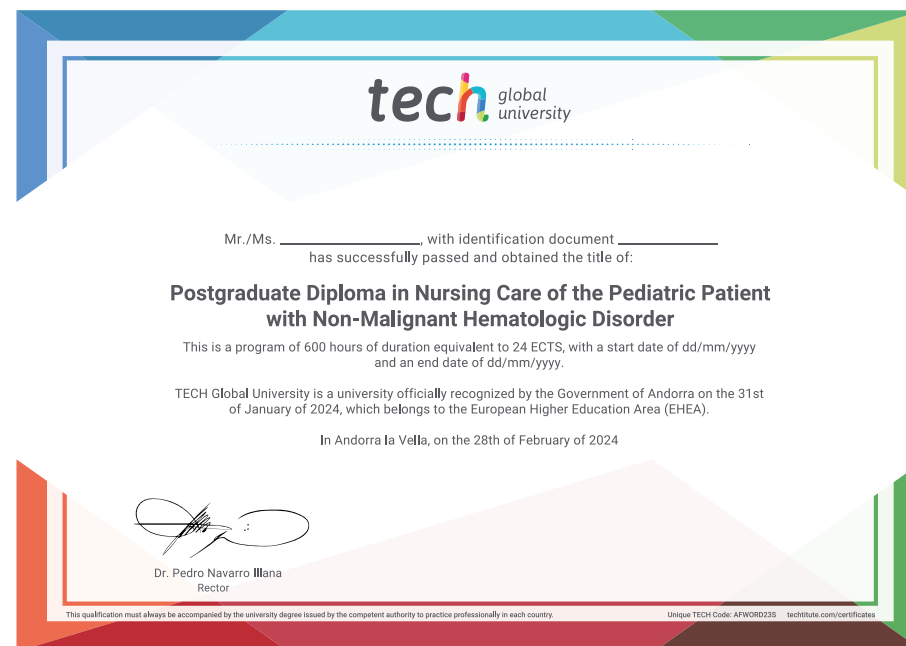 tech global
university
Mr./Ms. ____________, with identification document ____________
has successfully passed and obtained the title of:
Postgraduate Diploma in Nursing Care of the Pediatric Patient
with Non-Malignant Hematologic Disorder
This is a program of 600 hours of duration equivalent to 24 ECTS, with a start date of dd/mm/yyyy
and an end date of dd/mm/yyyy.
TECH Global University is a university officially recognized by the Government of Andorra on the 31st
of January of 2024, which belongs to the European Higher Education Area (EHEA).
In Andorra la Vella, on the 28th of February of 2024
Dr. Pedro Navarro Illana
Rector
This qualification must always be accompanied by the university degree issued by the competent authority to practice professionally in each country. Unique TECH Code: AFWORD23S techtitute.com/certificates